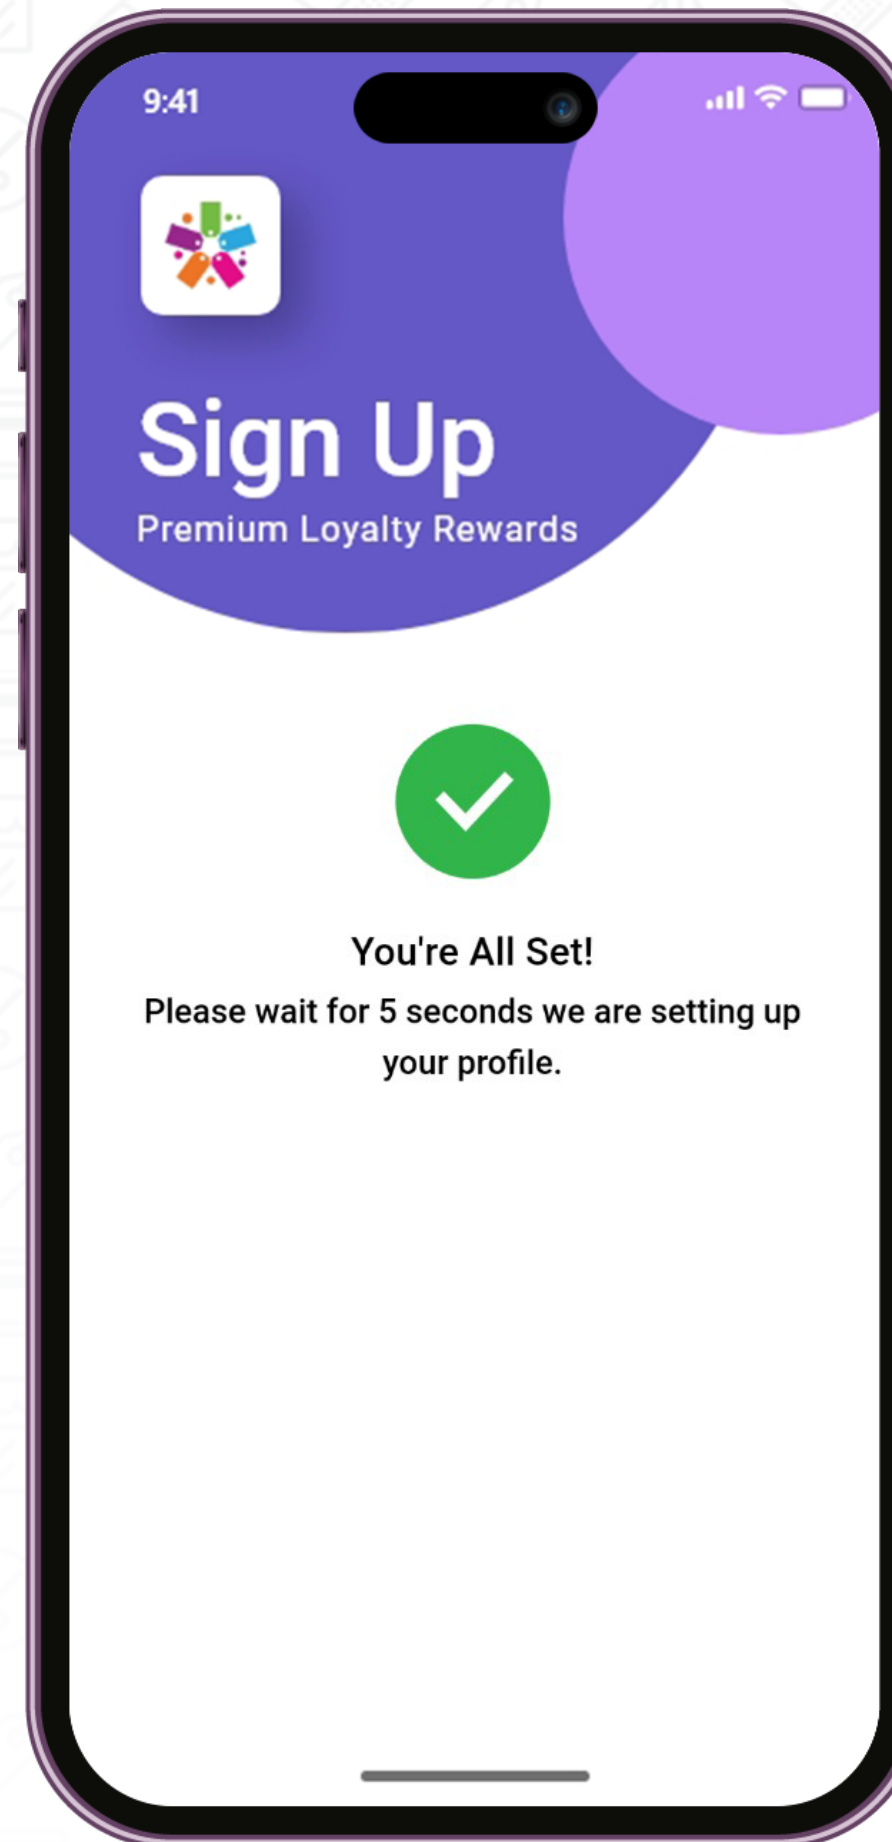 9:41
Sign Up
Premium Loyalty Rewards
You're All Set!
Please wait for 5 seconds we are setting up
your profile.